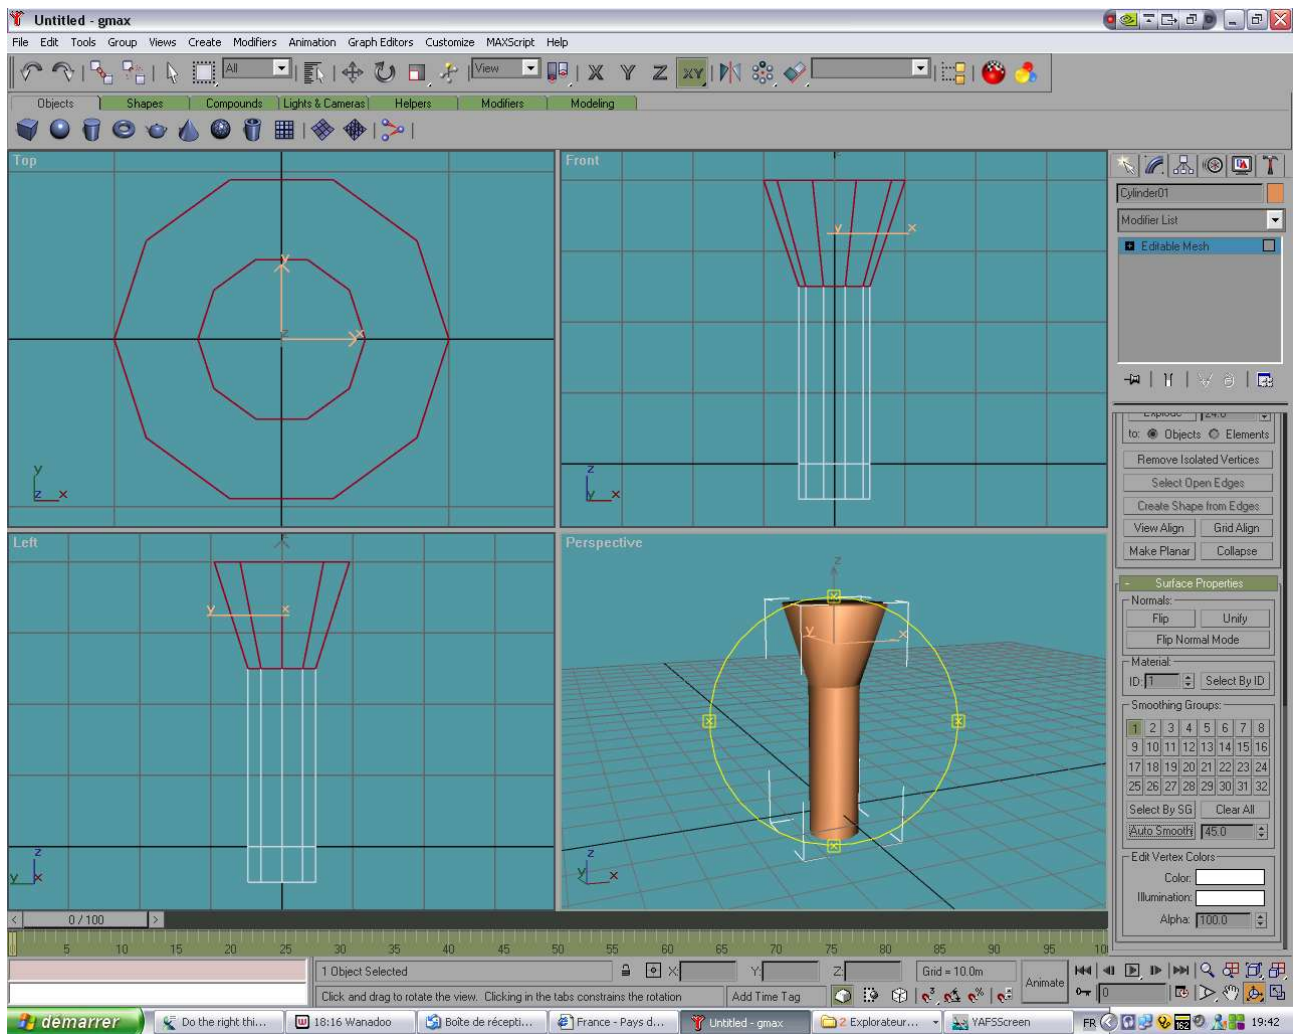 Untitled - gmax
File Edit Tools Group Views Create Modifiers Animation Graph Editors Customize MAXScript Help
All View X Y Z XY
Objects Shapes Compounds Lights & Cameras Helpers Modifiers Modeling
Top
y
x
z
y
z x
Front
y x
z
y x
Cylinder01
Modifier List
Editable Mesh
Explode 24.0
to: Objects Elements
Remove Isolated Vertices
Select Open Edges
Create Shape from Edges
View Align Grid Align
Make Planar Collapse
- Surface Properties
Normals:
Flip Unify
Flip Normal Mode
Material:
ID: 1 Select By ID
Smoothing Groups:
1 2 3 4 5 6 7 8
9 10 11 12 13 14 15 16
17 18 19 20 21 22 23 24
25 26 27 28 29 30 31 32
Select By SG Clear All
Auto Smooth 45.0
Edit Vertex Colors
Color:
Illumination:
Alpha: 100.0
Left
y x
z
y x
Perspective
z
y x
z
y x
< 0 / 100 >
5 10 15 20 25 30 35 40 45 50 55 60 65 70 75 80 85 90 95 10
1 Object Selected X: Y: Z: Grid = 10.0m
Click and drag to rotate the view. Clicking in the tabs constrains the rotation Add Time Tag Animate 0
démarrer Do the right thi... 18:16 Wanadoo Boîte de récepti... France - Pays d... Untitled - gmax 2 Explorateur... YAFSScreen FR 162 19:42